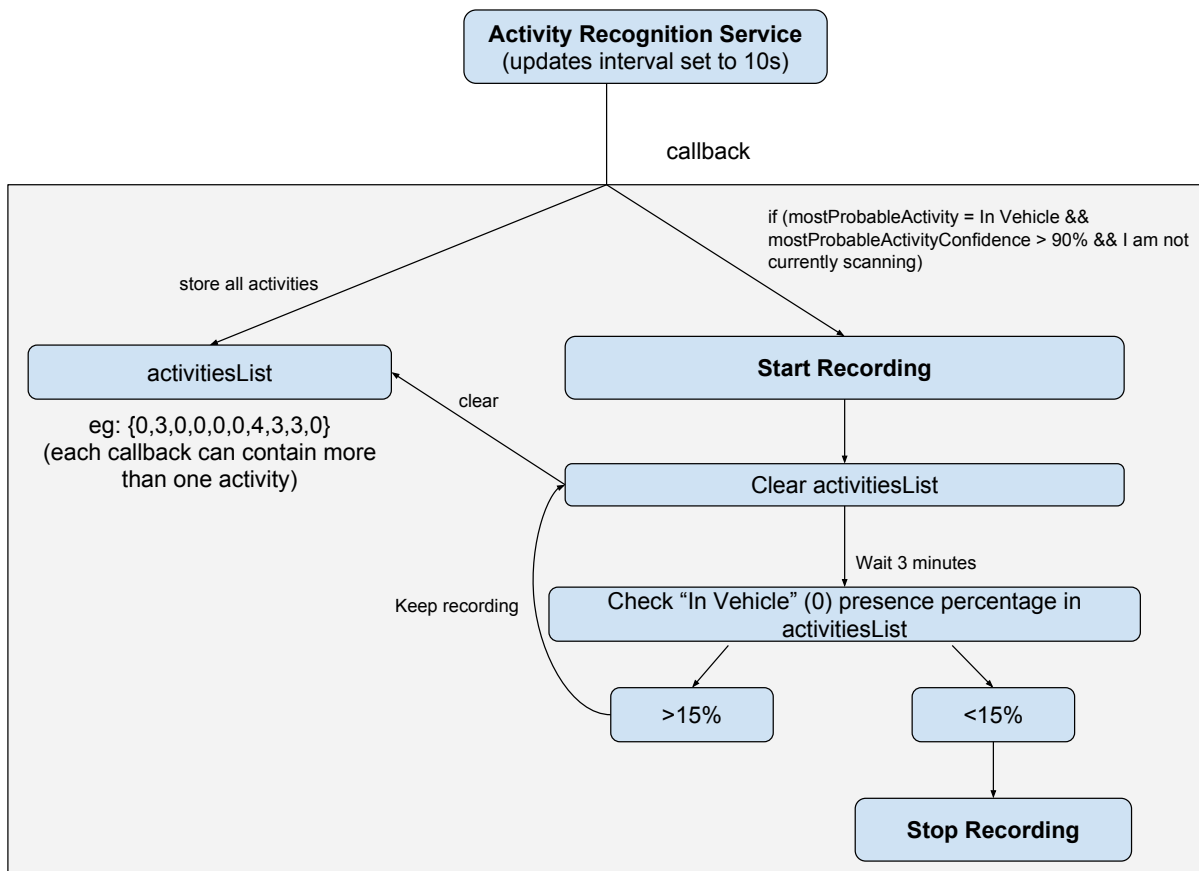 Activity Recognition Service
(updates interval set to 10s)
callback
if (mostProbableActivity = In Vehicle &&
mostProbableActivityConfidence > 90% && I am not
currently scanning)
store all activities
activitiesList
Start Recording
eg: {0,3,0,0,0,0,4,3,3,0}
(each callback can contain more
than one activity)
clear
Clear activitiesList
Wait 3 minutes
Keep recording
Check “In Vehicle” (0) presence percentage in
activitiesList
>15%
<15%
Stop Recording